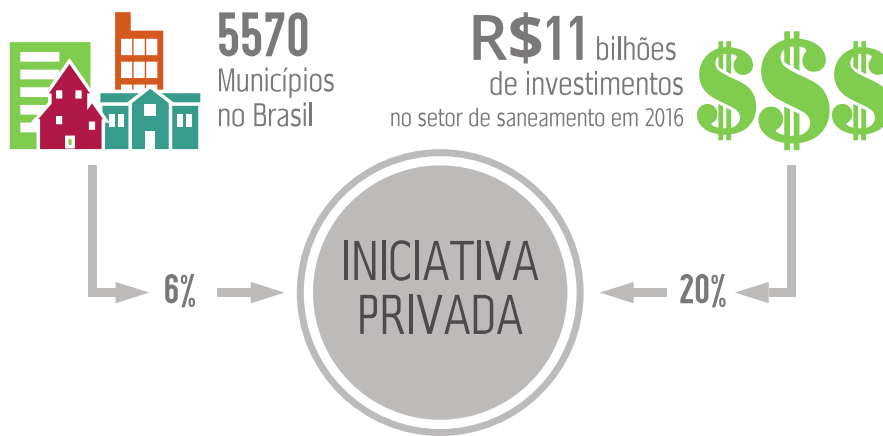 5570
Municípios
no Brasil
R$11 bilhões
de investimentos
no setor de saneamento em 2016
$$$
6%
INICIATIVA
PRIVADA
20%